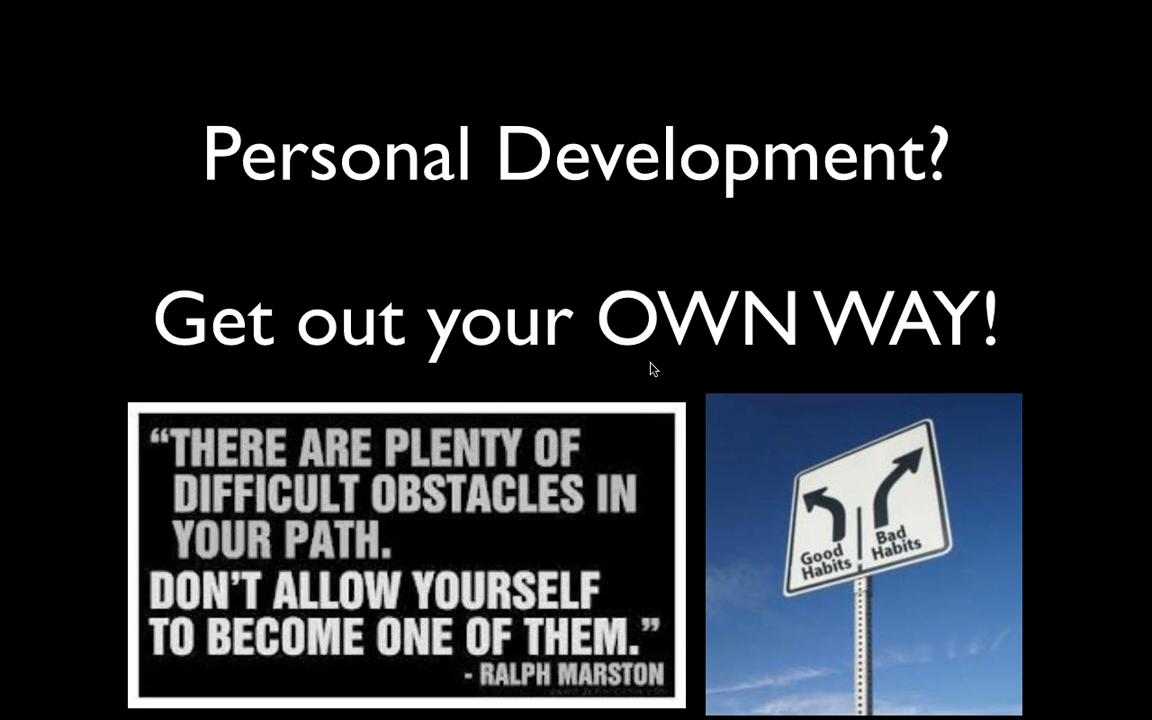 Personal Development?
Get out your OWN WAY!
“THERE ARE PLENTY OF
DIFFICULT OBSTACLES IN
YOUR PATH.
DON’T ALLOW YOURSELF
TO BECOME ONE OF THEM.”
- RALPH MARSTON
Good
Habits
Bad
Habits